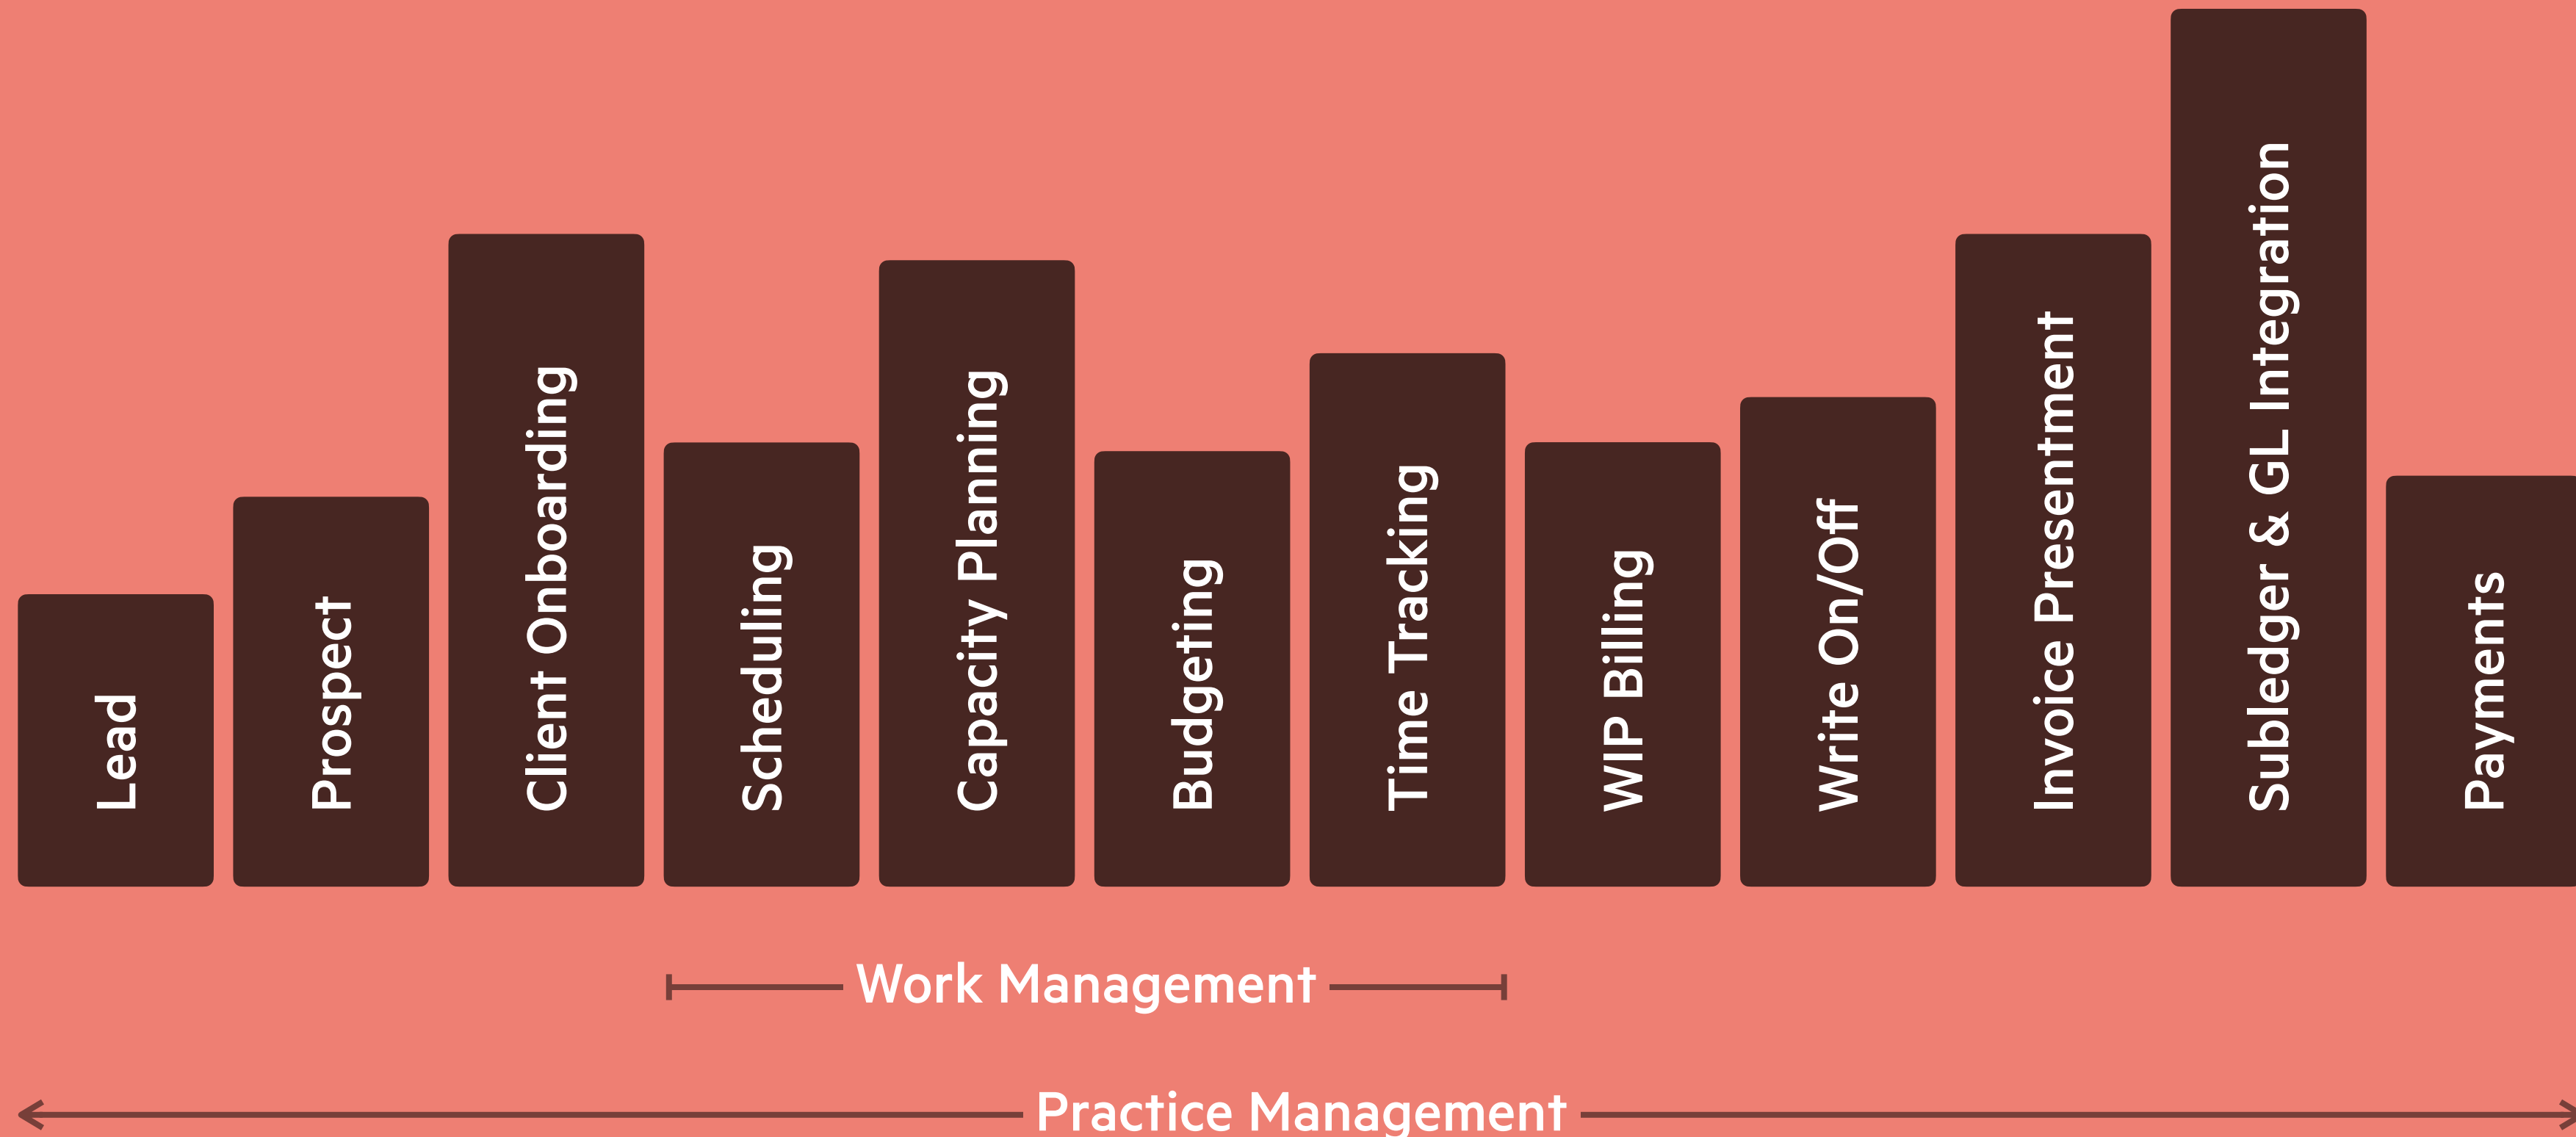 Lead
Prospect
Client Onboarding
Scheduling
Capacity Planning
Budgeting
Time Tracking
WIP Billing
Write On/Off
Invoice Presentment
Subledger & GL Integration
Payments
Work Management
Practice Management